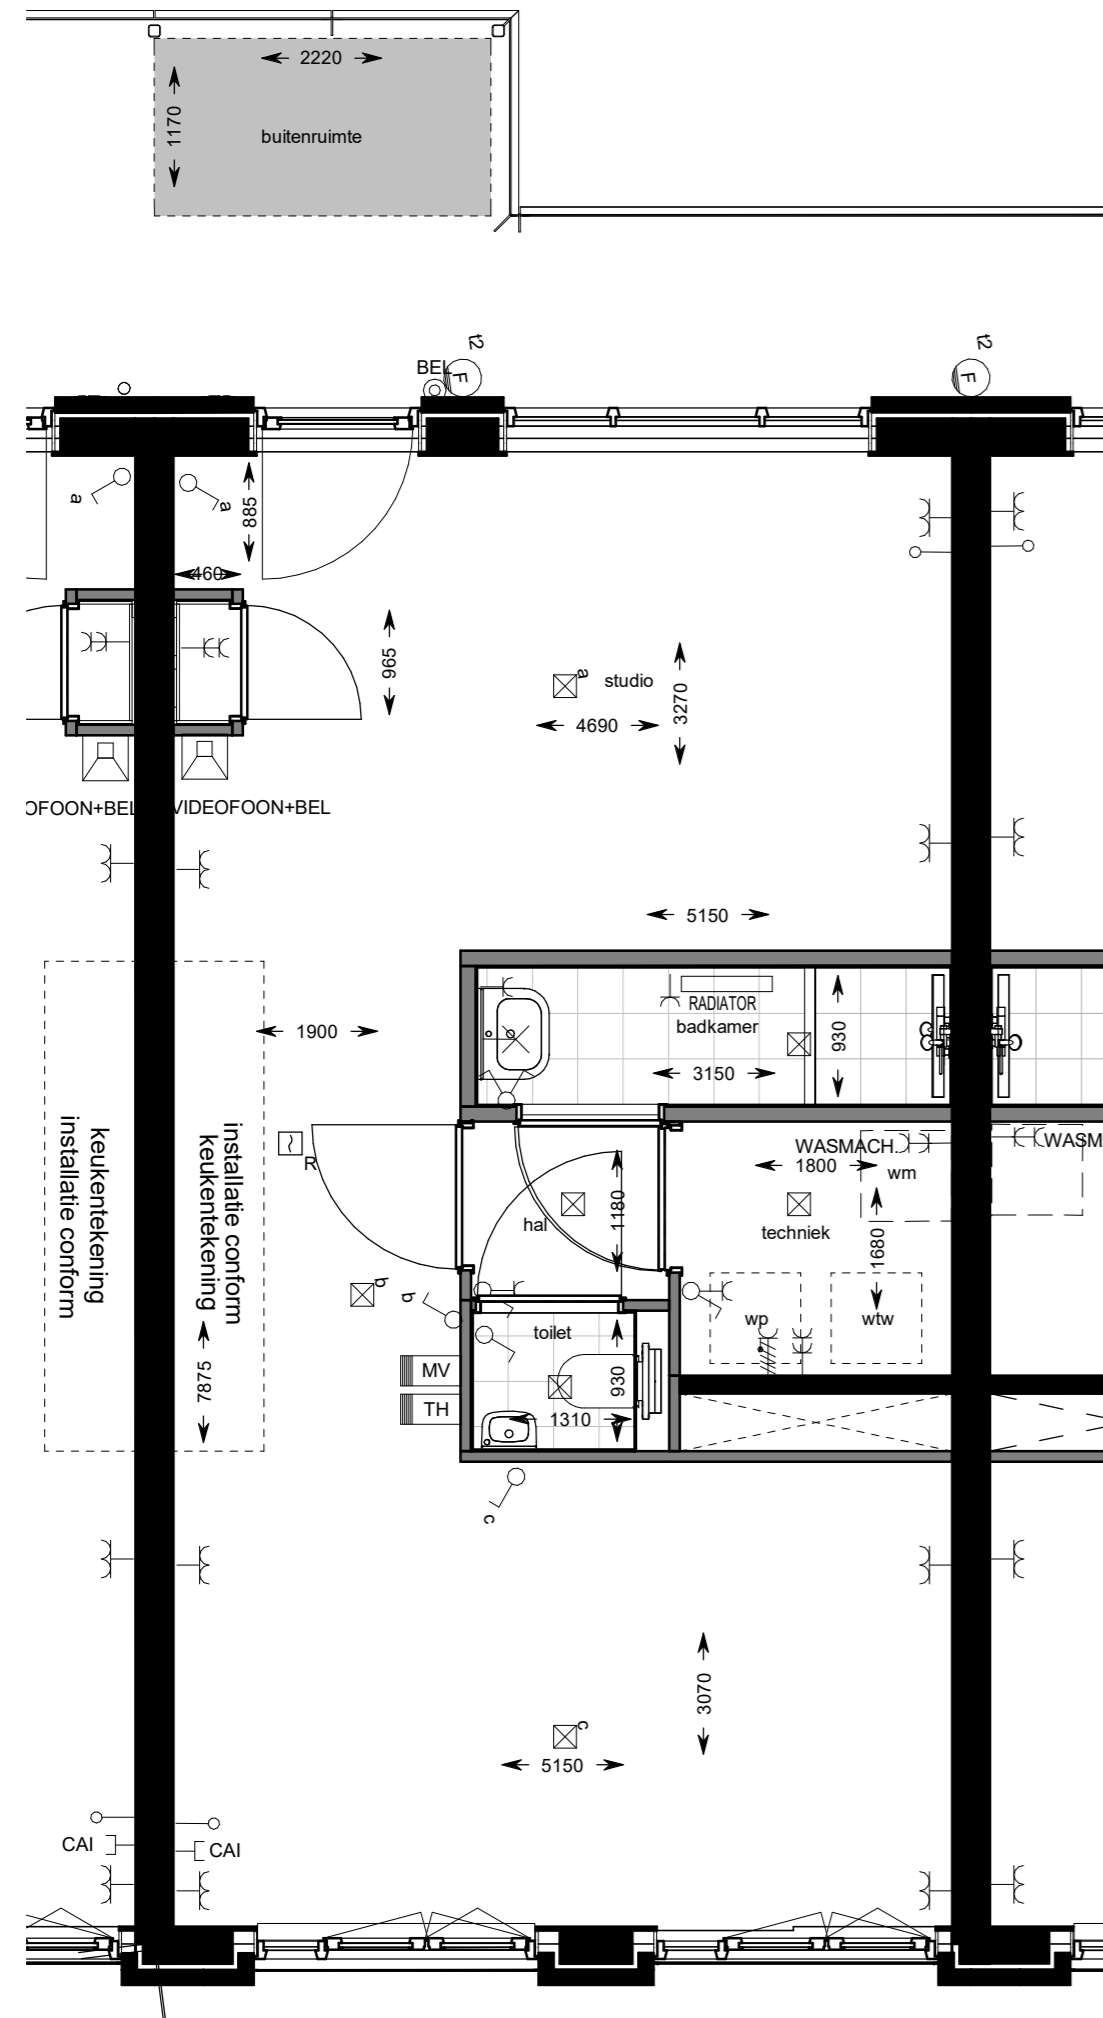 2220
1170
buitenruimte
t2
t2
BEL
F
F
a
a
885
460
965
a
studio
3270
4690
OFOON+BEL
VIDEOFOON+BEL
5150
1900
RADIATOR
badkamer
930
3150
installatie conform
keukentekening
installatie conform
keukentekening
R
WASMACH.
WASM
1800
wm
hal
1180
techniek
1680
b
b
wp
wtw
toilet
7875
MV
930
TH
1310
c
3070
c
5150
CAI
CAI